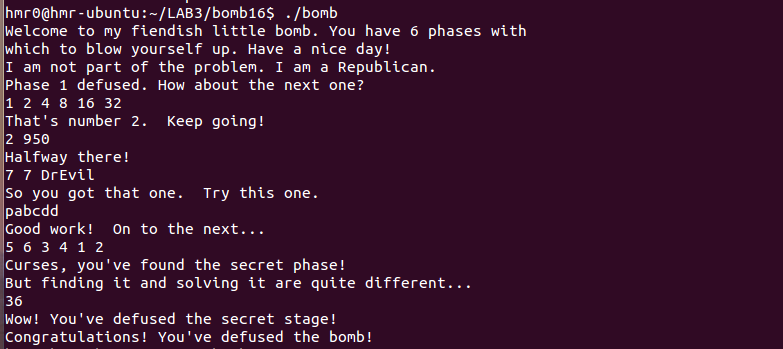 hmr0@hmr-ubuntu:~/LAB3/bomb16$ ./bomb
Welcome to my fiendish little bomb. You have 6 phases with
which to blow yourself up. Have a nice day!
I am not part of the problem. I am a Republican.
Phase 1 defused. How about the next one?
1 2 4 8 16 32
That's number 2.  Keep going!
2 950
Halfway there!
7 7 DrEvil
So you got that one.  Try this one.
pabcdd
Good work!  On to the next...
5 6 3 4 1 2
Curses, you've found the secret phase!
But finding it and solving it are quite different...
36
Wow! You've defused the secret stage!
Congratulations! You've defused the bomb!